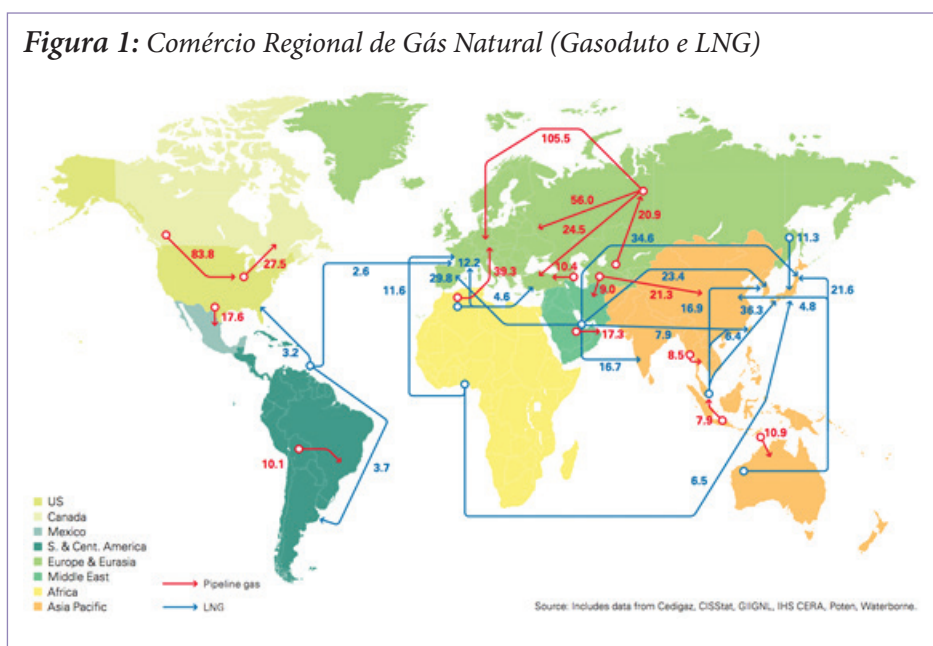 Figura 1: Comércio Regional de Gás Natural (Gasoduto e LNG)
105.5
56.0
24.5
20.9
34.6
11.3
83.8
27.5
2.6
12.2
29.8
39.3
10.4
9.0
23.4
21.3
21.6
11.6
4.6
16.9
36.3
4.8
17.6
17.3
7.9
6.4
3.2
16.7
8.5
7.9
10.9
10.1
3.7
6.5
US
Canada
Mexico
S. & Cent. America
Europe & Eurasia
Middle East
Africa
Asia Pacific
Pipeline gas
LNG
Source: Includes data from Cedigaz, CISStat, GIIGNL, IHS CERA, Poten, Waterborne.